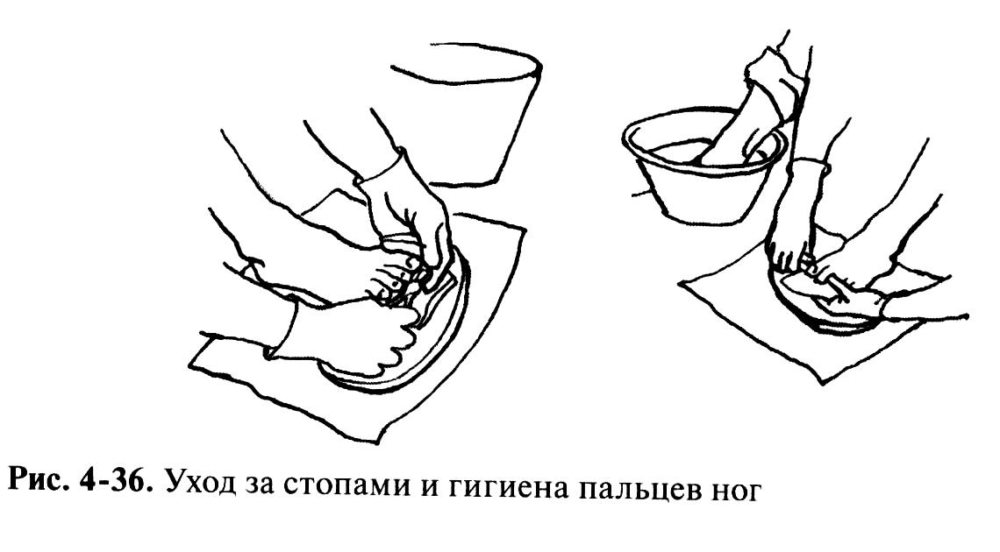 Рис. 4-36. Уход за стопами и гигиена пальцев ног